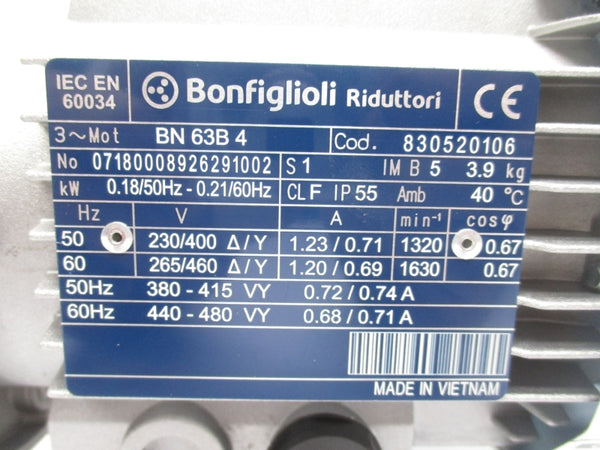 IEC EN 60034 Bonfiglioli Riduttori CE
3~Mot BN 63B 4 Cod. 830520106
No 07180008926291002 S1 IM B 5 3.9 kg
kW 0.18/50Hz - 0.21/60Hz CL F IP 55 Amb 40 °C
Hz V A min⁻¹ cosφ
50 230/400 Δ/Y 1.23 / 0.71 1320 0.67
60 265/460 Δ/Y 1.20 / 0.69 1630 0.67
50Hz 380 - 415 VY 0.72 / 0.74 A
60Hz 440 - 480 VY 0.68 / 0.71 A
MADE IN VIETNAM